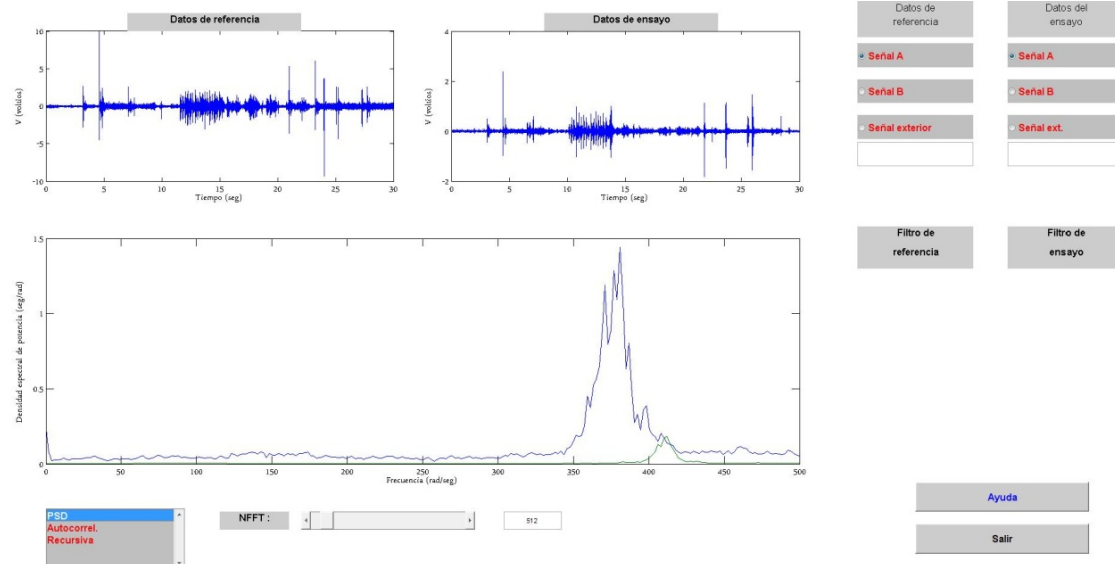 Datos de referencia
10
5
0
-5
-10
V (voltios)
0 5 10 15 20 25 30
Tiempo (seg)
Datos de ensayo
4
2
0
-2
V (voltios)
0 5 10 15 20 25 30
Tiempo (seg)
Datos de
referencia
Señal A
Señal B
Señal exterior
Datos del
ensayo
Señal A
Señal B
Señal ext.
Filtro de
referencia
Filtro de
ensayo
1.5
1
0.5
0
Densidad espectral de potencia (seg/rad)
0 50 100 150 200 250 300 350 400 450 500
Frecuencia (rad/seg)
PSD
Autocorrel.
Recursiva
NFFT :
512
Ayuda
Salir